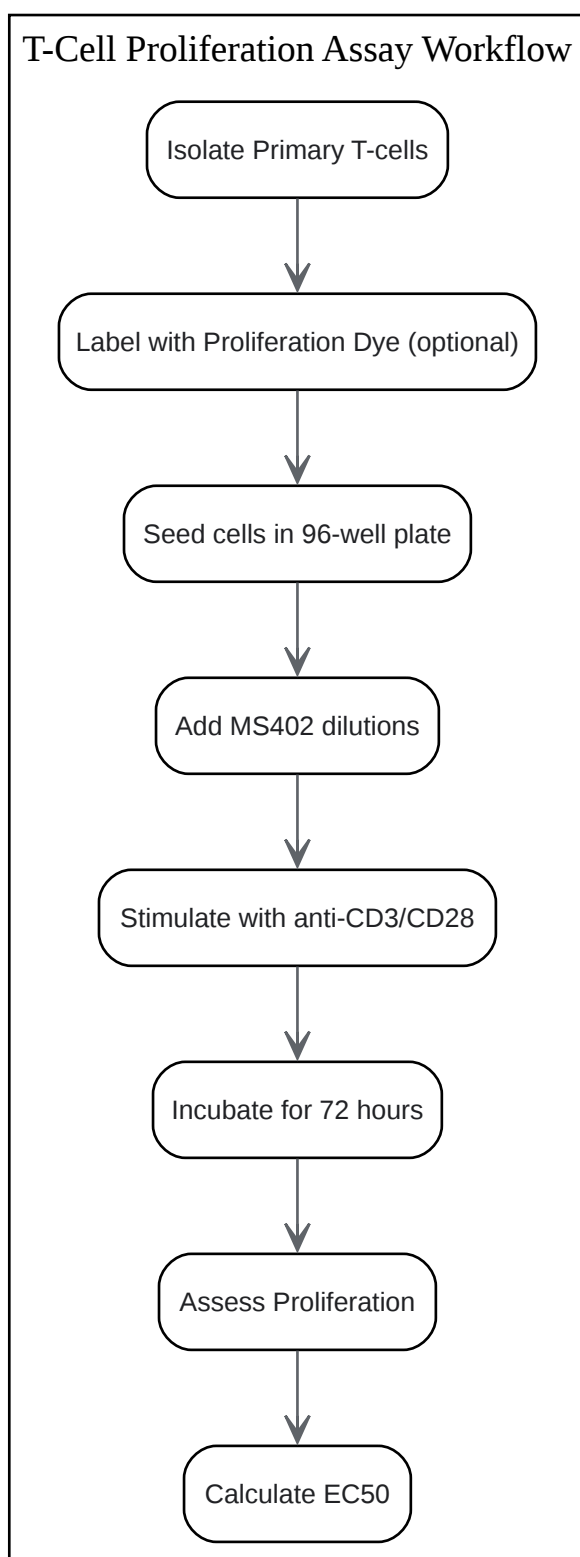 T-Cell Proliferation Assay Workflow
Isolate Primary T-cells
Label with Proliferation Dye (optional)
Seed cells in 96-well plate
Add MS402 dilutions
Stimulate with anti-CD3/CD28
Incubate for 72 hours
Assess Proliferation
Calculate EC50